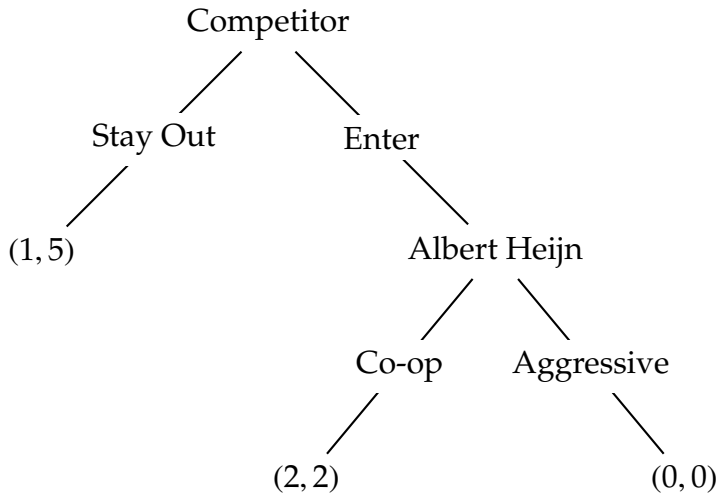 Competitor
Stay Out
Enter
(1, 5)
Albert Heijn
Co-op
Aggressive
(2, 2)
(0, 0)